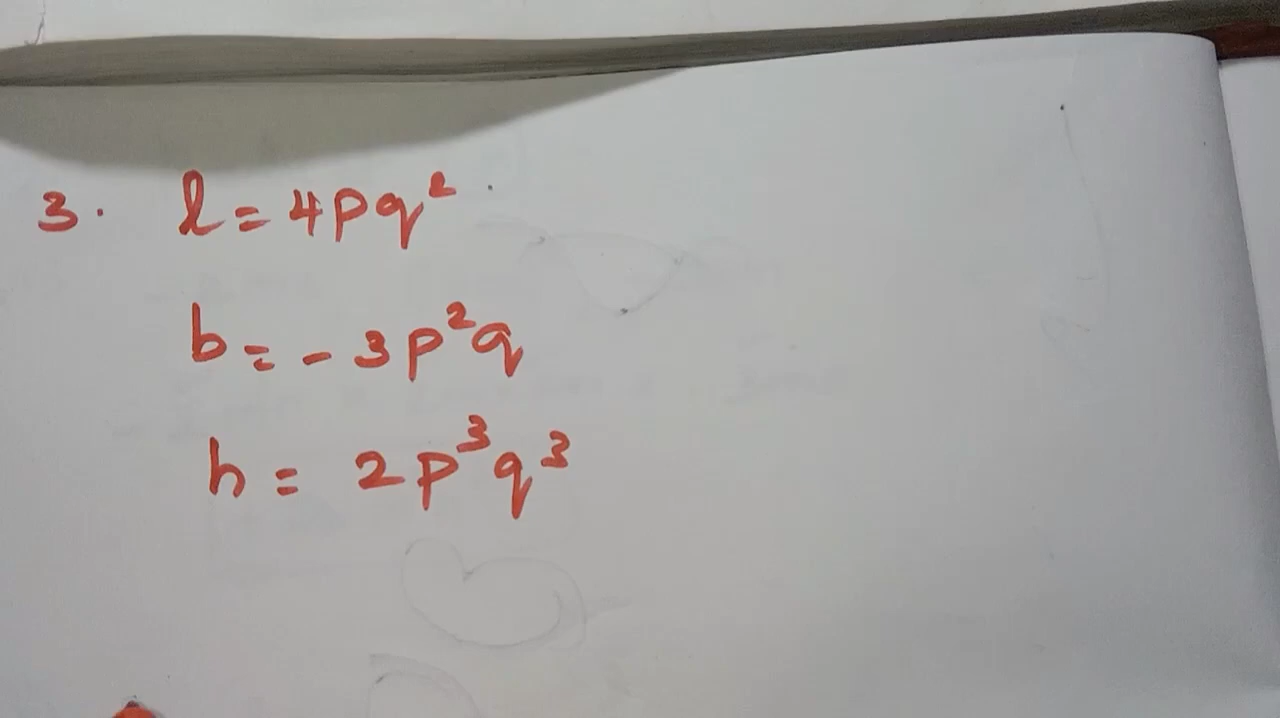 3. l = 4pq²
b = - 3p²q
h = 2p³q³